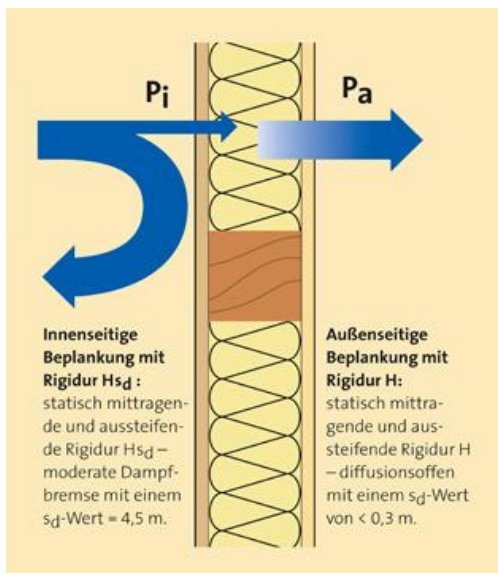 Pi
Pa
Innenseitige
Beplankung mit
Rigidur Hsd :
statisch mittragen-
de und aussteifen-
de Rigidur Hsd –
moderate Dampf-
bremse mit einem
sd-Wert = 4,5 m.
Außenseitige
Beplankung mit
Rigidur H:
statisch mittra-
gende und aus-
steifende Rigidur H
– diffusionsoffen
mit einem sd-Wert
von < 0,3 m.